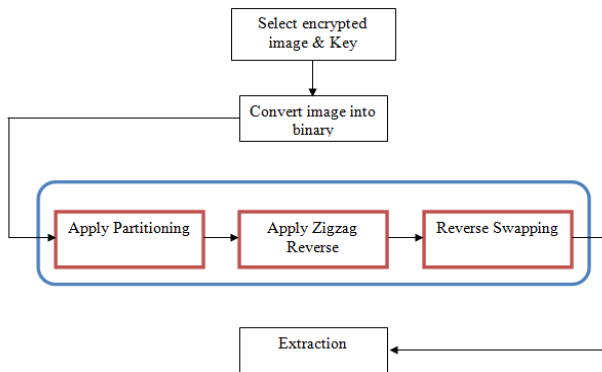 Select encrypted
image & Key
Convert image into
binary
Apply Partitioning
Apply Zigzag
Reverse
Reverse Swapping
Extraction